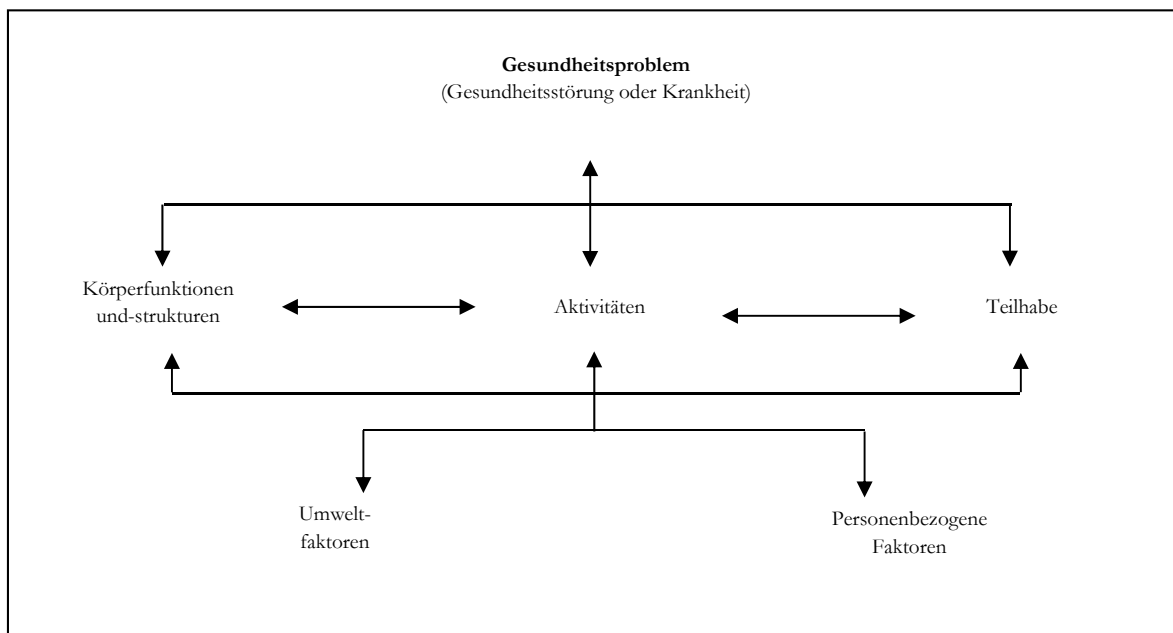 Gesundheitsproblem
(Gesundheitsstörung oder Krankheit)
Körperfunktionen
und-strukturen
Aktivitäten
Teilhabe
Umwelt-
faktoren
Personenbezogene
Faktoren